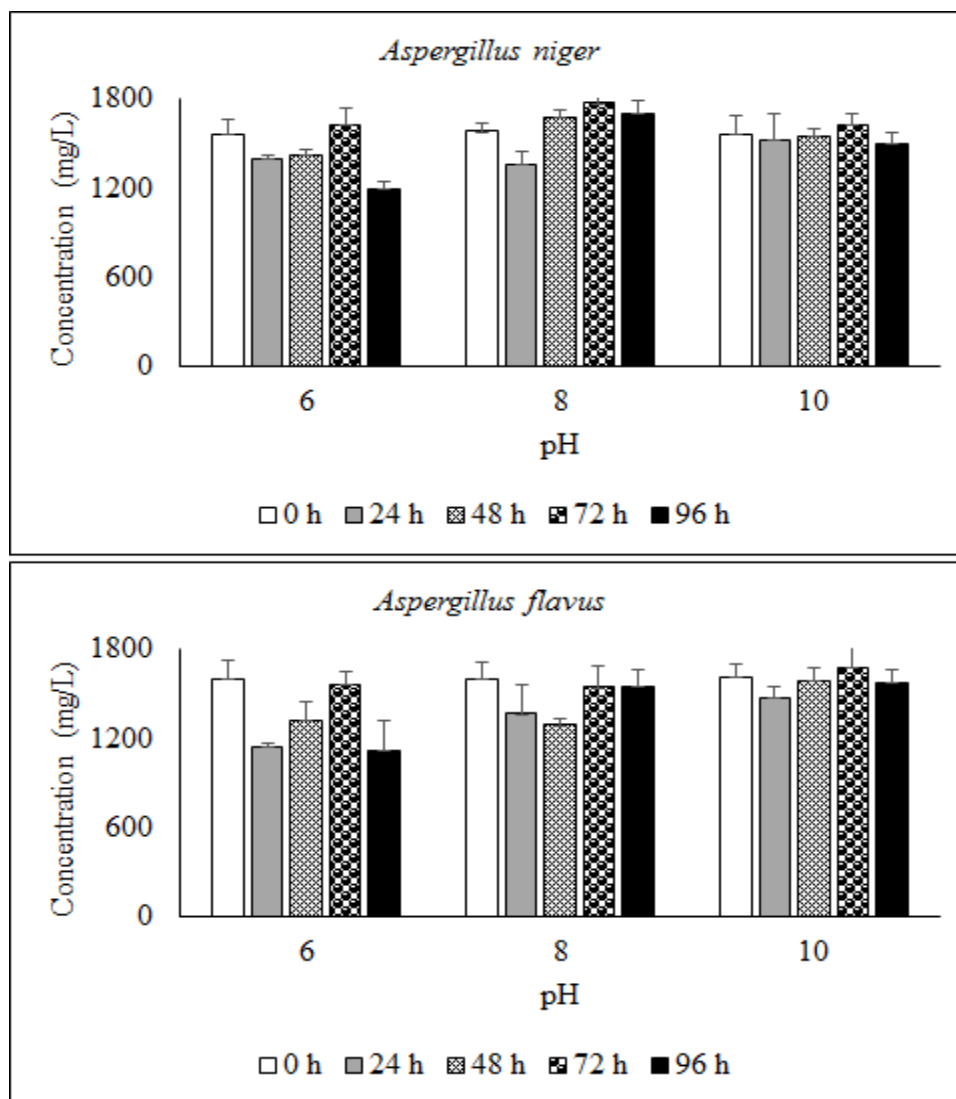 Aspergillus niger
Concentration (mg/L)
1800
1200
600
0
6 8 10
pH
0 h 24 h 48 h 72 h 96 h
Aspergillus flavus
Concentration (mg/L)
1800
1200
600
0
6 8 10
pH
0 h 24 h 48 h 72 h 96 h